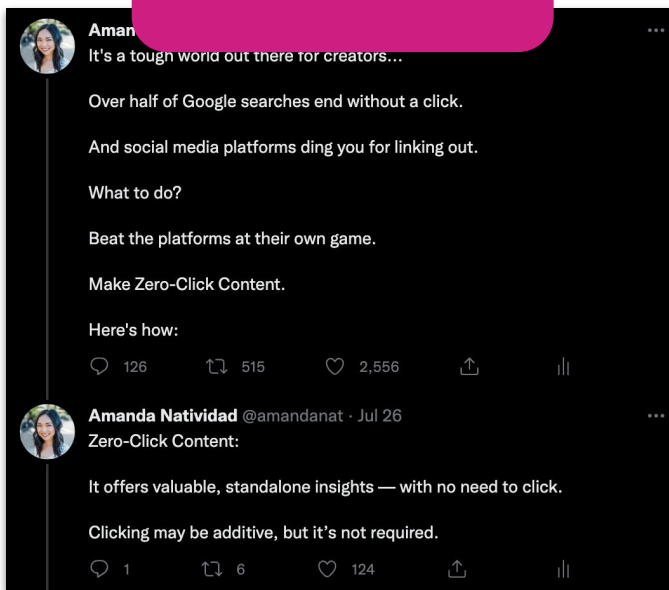 Aman
It's a tough world out there for creators...
Over half of Google searches end without a click.
And social media platforms ding you for linking out.
What to do?
Beat the platforms at their own game.
Make Zero-Click Content.
Here's how:
126 515 2,556
Amanda Natividad @amandanat · Jul 26
Zero-Click Content:
It offers valuable, standalone insights — with no need to click.
Clicking may be additive, but it’s not required.
1 6 124